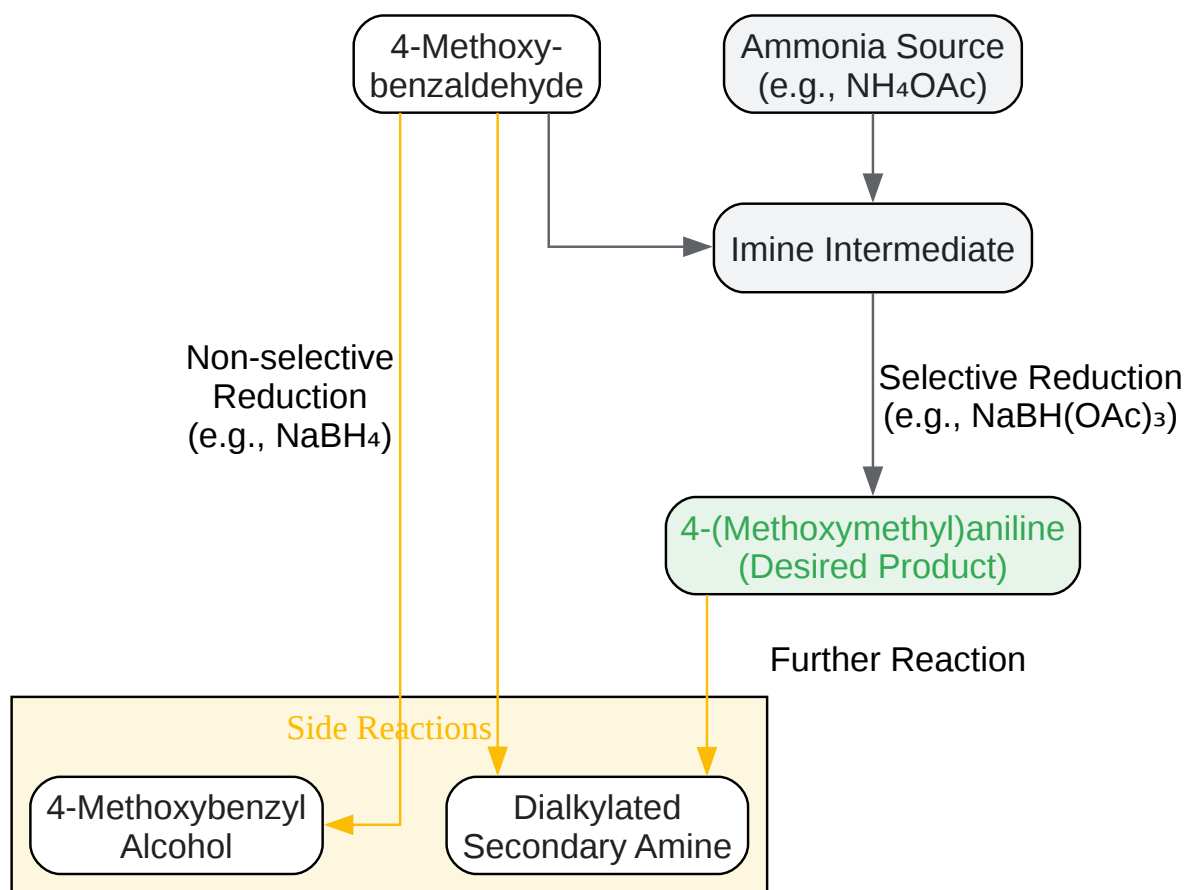 4-Methoxy-
benzaldehyde
Ammonia Source
(e.g., NH₄OAc)
Imine Intermediate
Non-selective
Reduction
(e.g., NaBH₄)
Selective Reduction
(e.g., NaBH(OAc)₃)
4-(Methoxymethyl)aniline
(Desired Product)
Further Reaction
Side Reactions
4-Methoxybenzyl
Alcohol
Dialkylated
Secondary Amine